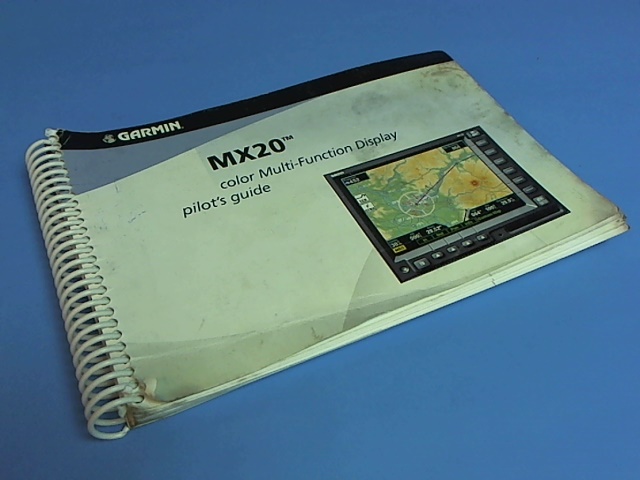 GARMIN
MX20™
color Multi-Function Display
pilot's guide